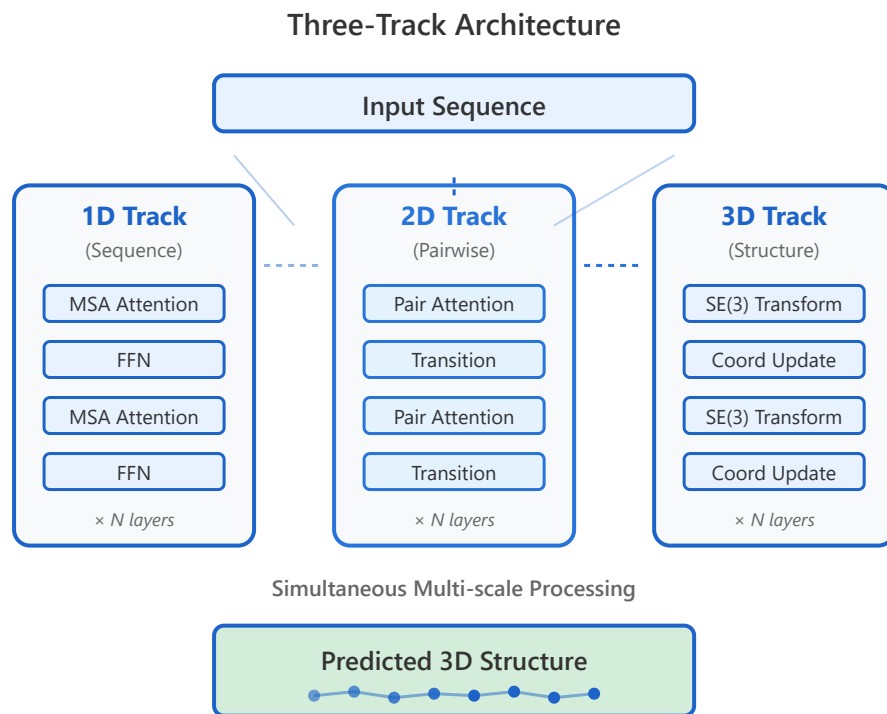 Three-Track Architecture
Input Sequence
1D Track
(Sequence)
MSA Attention
FFN
MSA Attention
FFN
× N layers
2D Track
(Pairwise)
Pair Attention
Transition
Pair Attention
Transition
× N layers
3D Track
(Structure)
SE(3) Transform
Coord Update
SE(3) Transform
Coord Update
× N layers
Simultaneous Multi-scale Processing
Predicted 3D Structure